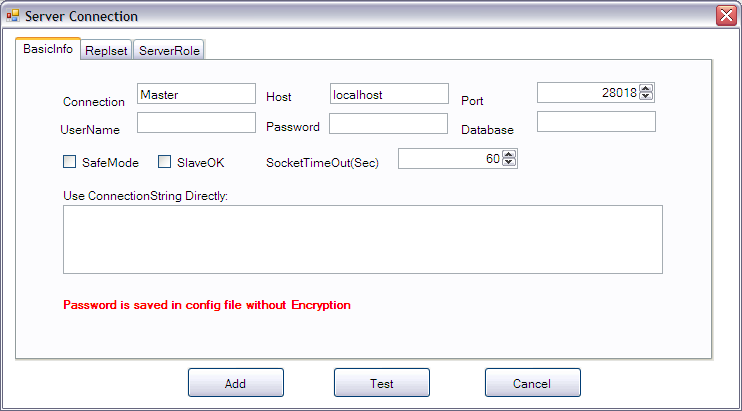 Server Connection
BasicInfo Replset ServerRole
Connection Master Host localhost Port 28018
UserName Password Database
SafeMode SlaveOK SocketTimeOut(Sec) 60
Use ConnectionString Directly:
Password is saved in config file without Encryption
Add Test Cancel